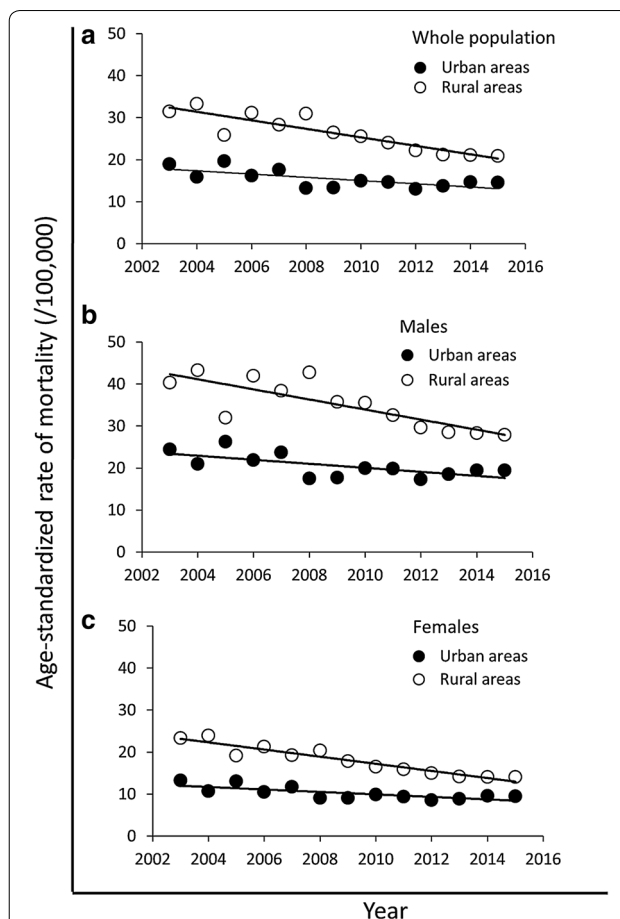 Age-standardized rate of mortality (/100,000)
a
Whole population
Urban areas
Rural areas
50
40
30
20
10
0
2002 2004 2006 2008 2010 2012 2014 2016
b
Males
Urban areas
Rural areas
50
40
30
20
10
0
2002 2004 2006 2008 2010 2012 2014 2016
c
Females
Urban areas
Rural areas
50
40
30
20
10
0
2002 2004 2006 2008 2010 2012 2014 2016
Year